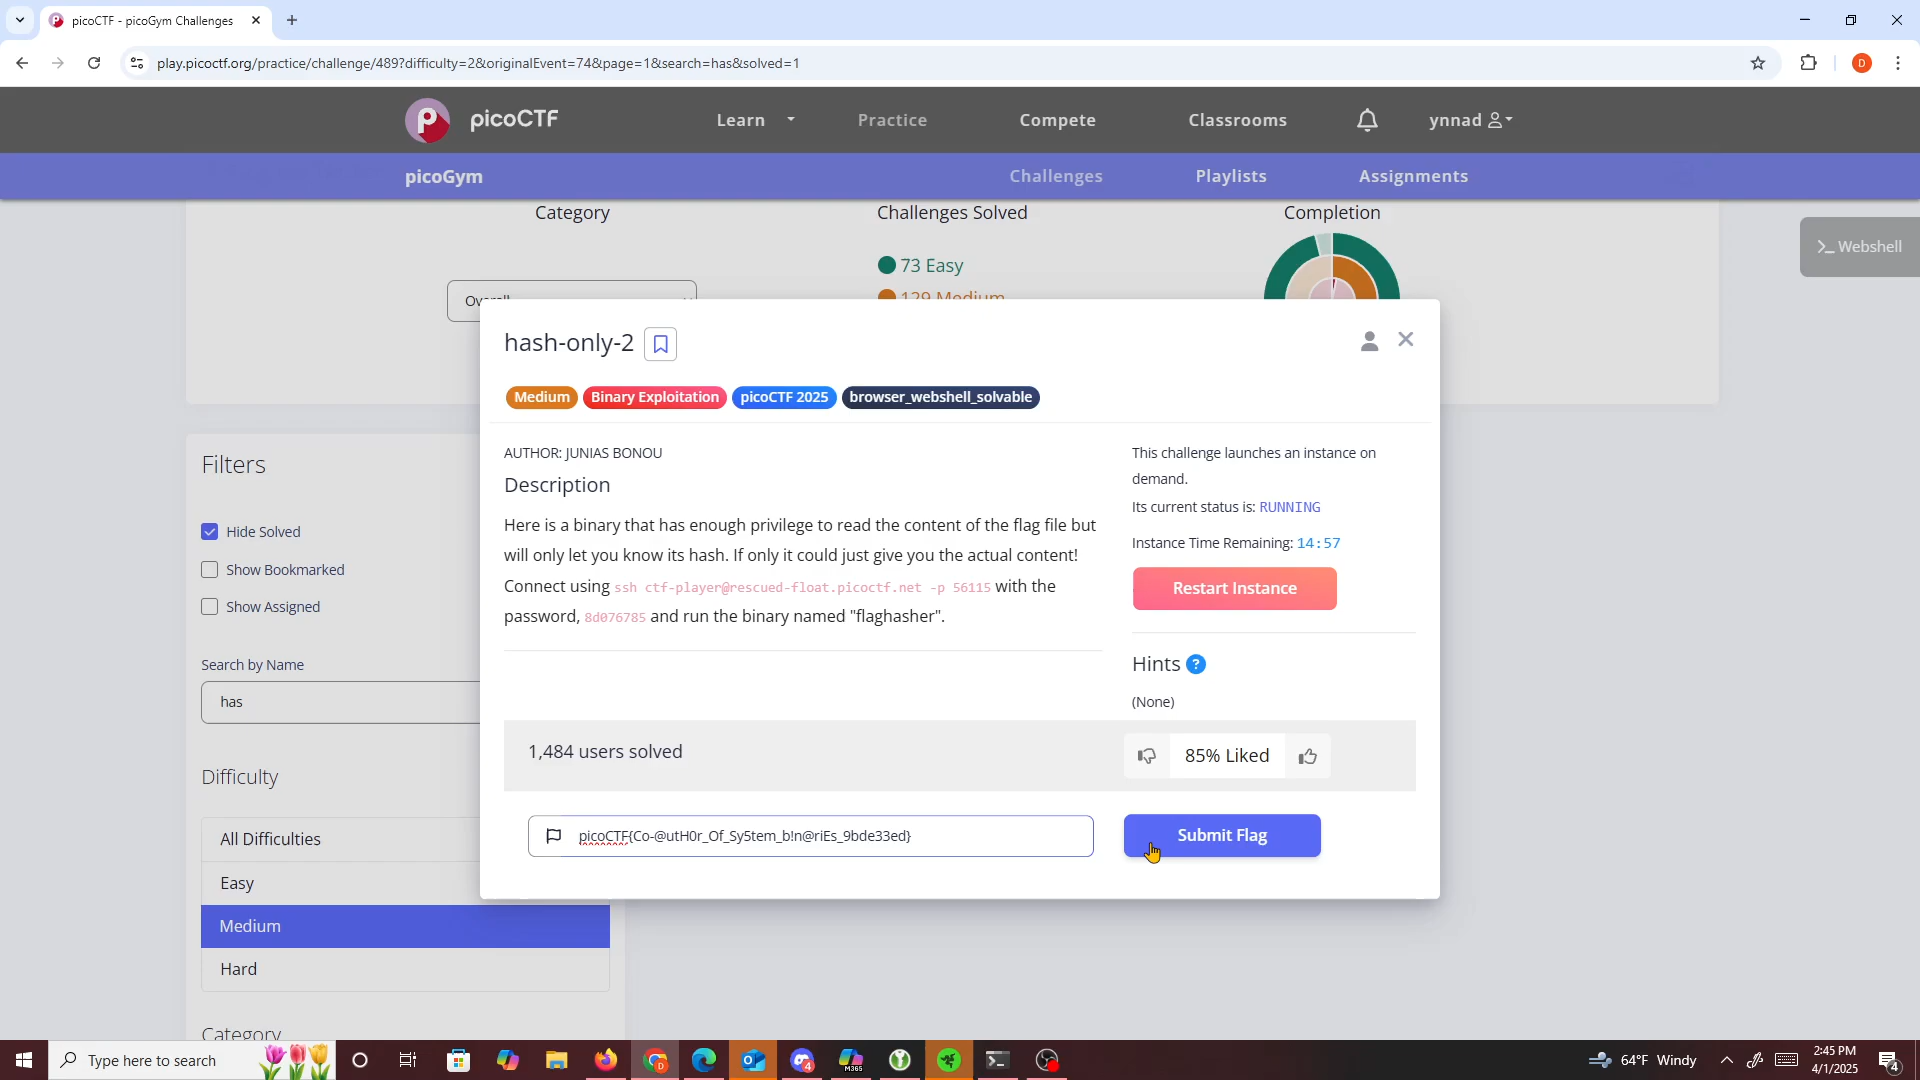 picoCTF - picoGym Challenges
play.picoctf.org/practice/challenge/489?difficulty=2&originalEvent=74&page=1&search=has&solved=1
D
picoCTF
Learn
Practice
Compete
Classrooms
ynnad
picoGym
Challenges
Playlists
Assignments
Category
Challenges Solved
Completion
73 Easy
129 Medium
Overall
>_ Webshell
hash-only-2
Medium
Binary Exploitation
picoCTF 2025
browser_webshell_solvable
AUTHOR: JUNIAS BONOU
Description
Here is a binary that has enough privilege to read the content of the flag file but
will only let you know its hash. If only it could just give you the actual content!
Connect using ssh ctf-player@rescued-float.picoctf.net -p 56115 with the
password, 8d076785 and run the binary named "flaghasher".
This challenge launches an instance on
demand.
Its current status is: RUNNING
Instance Time Remaining: 14:57
Restart Instance
Hints ?
(None)
1,484 users solved
85% Liked
picoCTF{Co-@utH0r_Of_Sy5tem_b!n@riEs_9bde33ed}
Submit Flag
Filters
Hide Solved
Show Bookmarked
Show Assigned
Search by Name
has
Difficulty
All Difficulties
Easy
Medium
Hard
Category
Type here to search
M365
4
64°F Windy
2:45 PM
4/1/2025
4